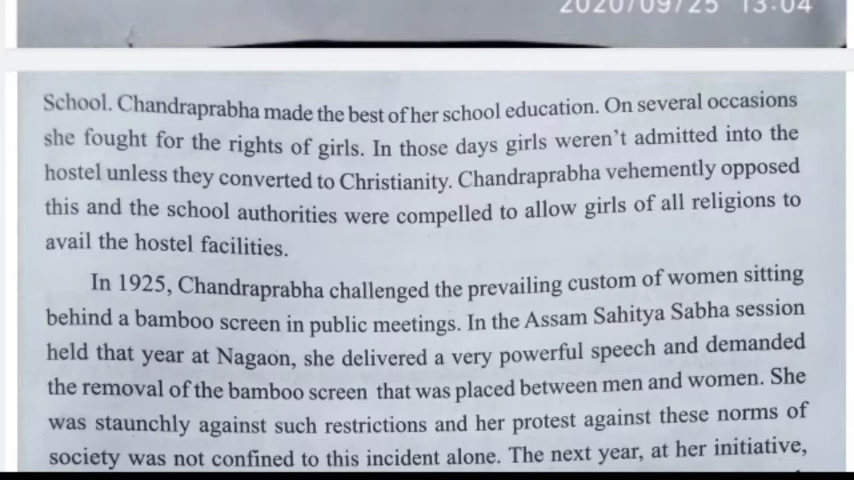 2020/09/25 13:04
School. Chandraprabha made the best of her school education. On several occasions
she fought for the rights of girls. In those days girls weren't admitted into the
hostel unless they converted to Christianity. Chandraprabha vehemently opposed
this and the school authorities were compelled to allow girls of all religions to
avail the hostel facilities.
In 1925, Chandraprabha challenged the prevailing custom of women sitting
behind a bamboo screen in public meetings. In the Assam Sahitya Sabha session
held that year at Nagaon, she delivered a very powerful speech and demanded
the removal of the bamboo screen that was placed between men and women. She
was staunchly against such restrictions and her protest against these norms of
society was not confined to this incident alone. The next year, at her initiative,